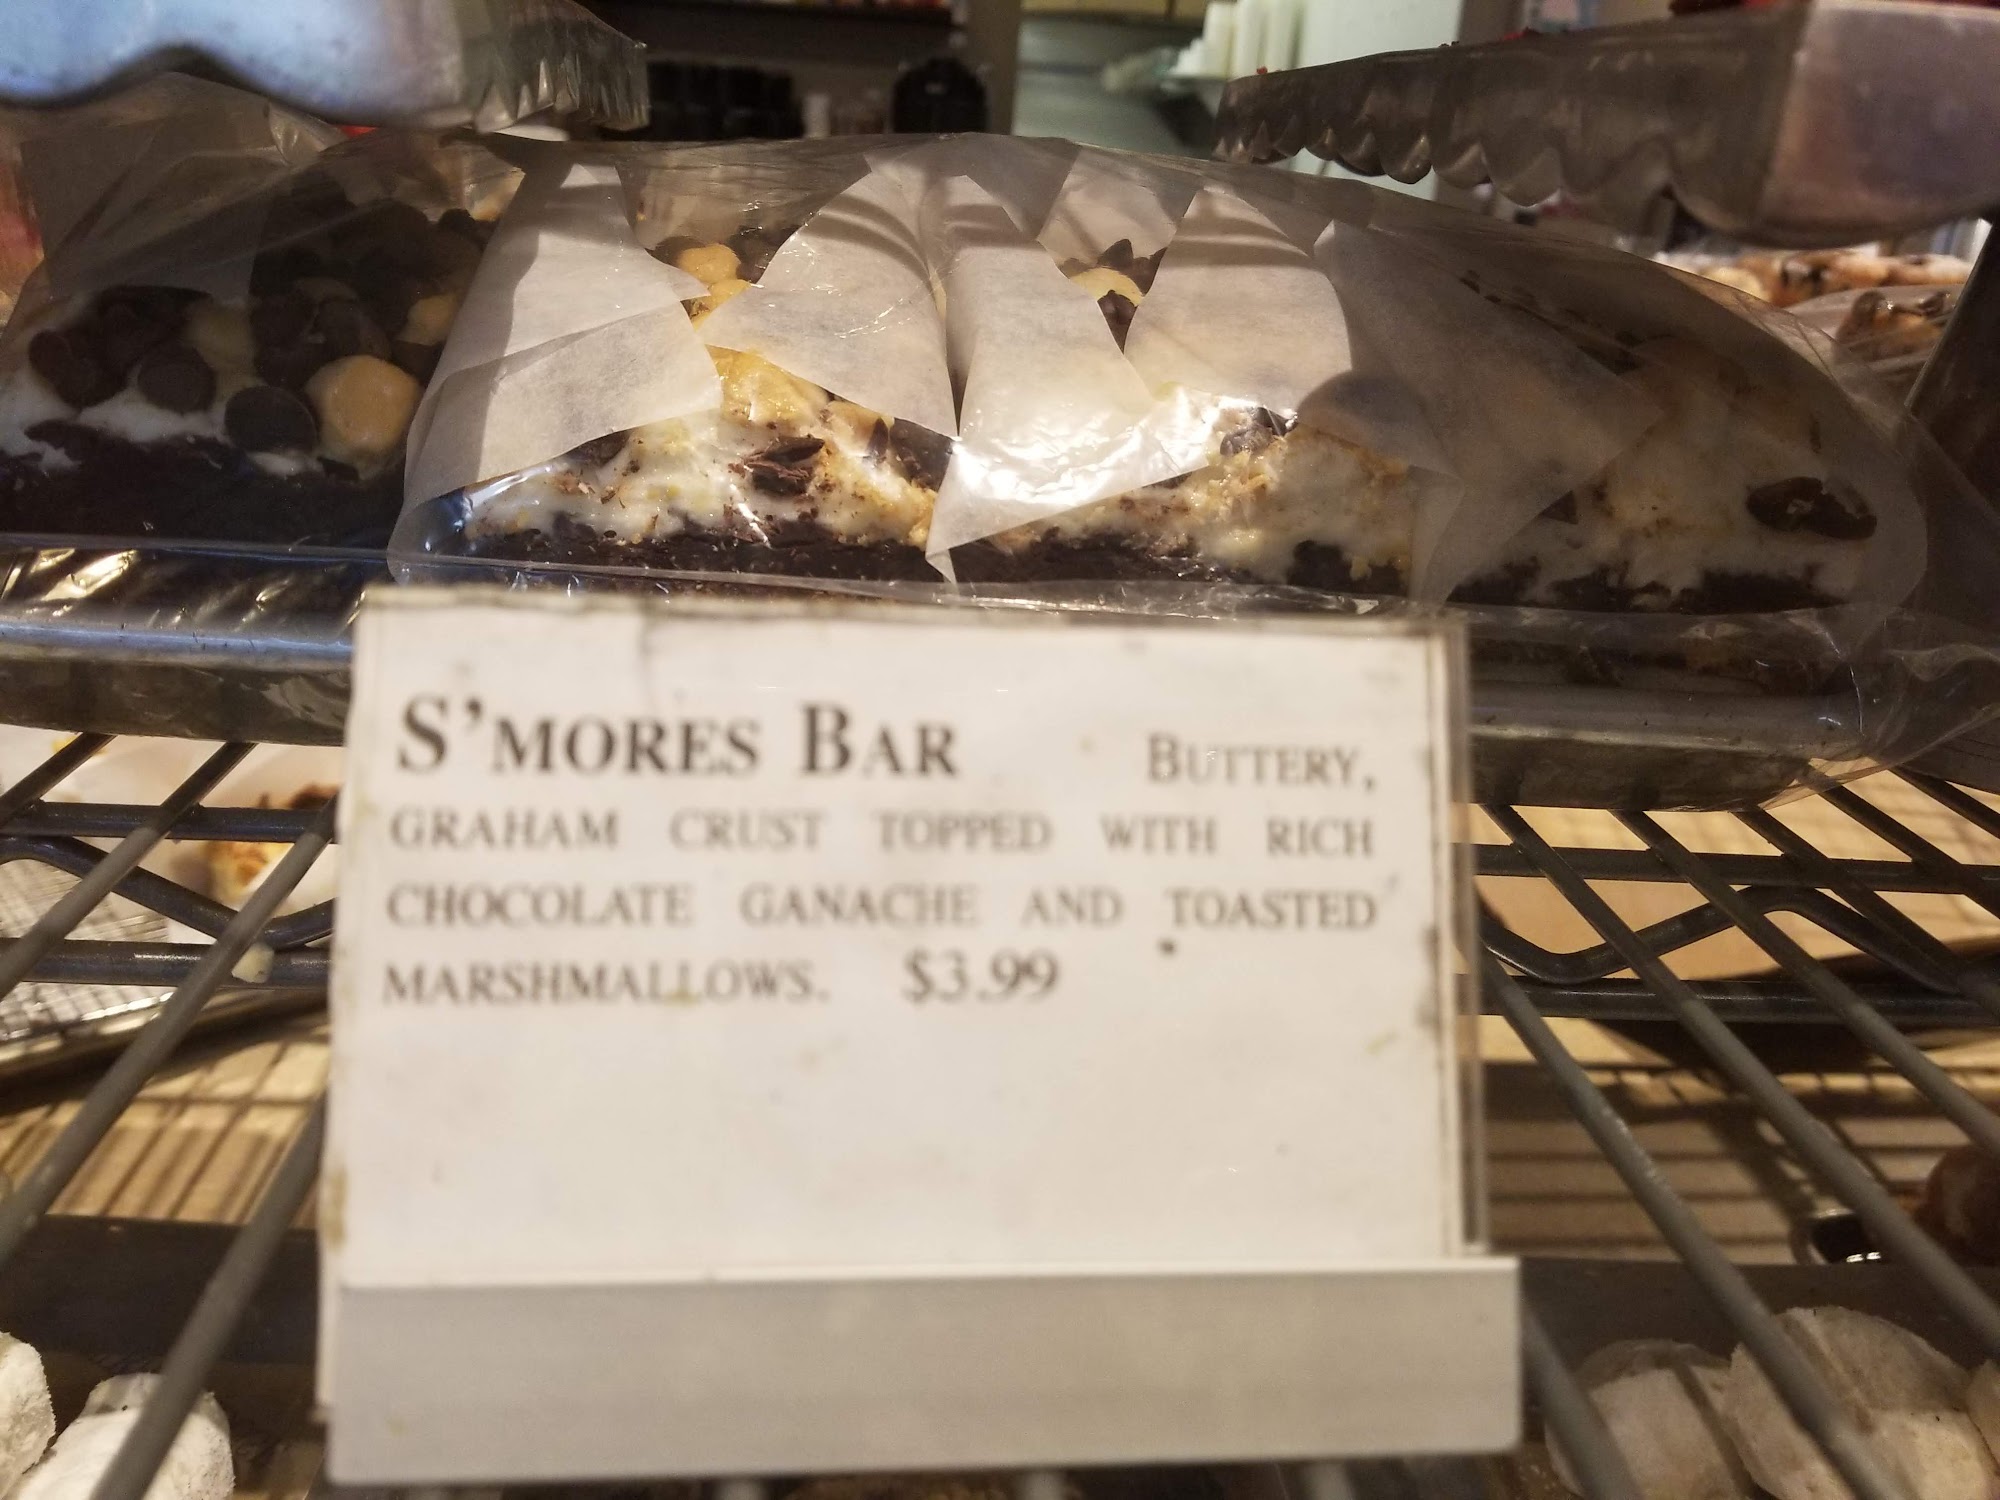 S'MORES BAR BUTTERY,
GRAHAM CRUST TOPPED WITH RICH
CHOCOLATE GANACHE AND TOASTED
MARSHMALLOWS. $3.99